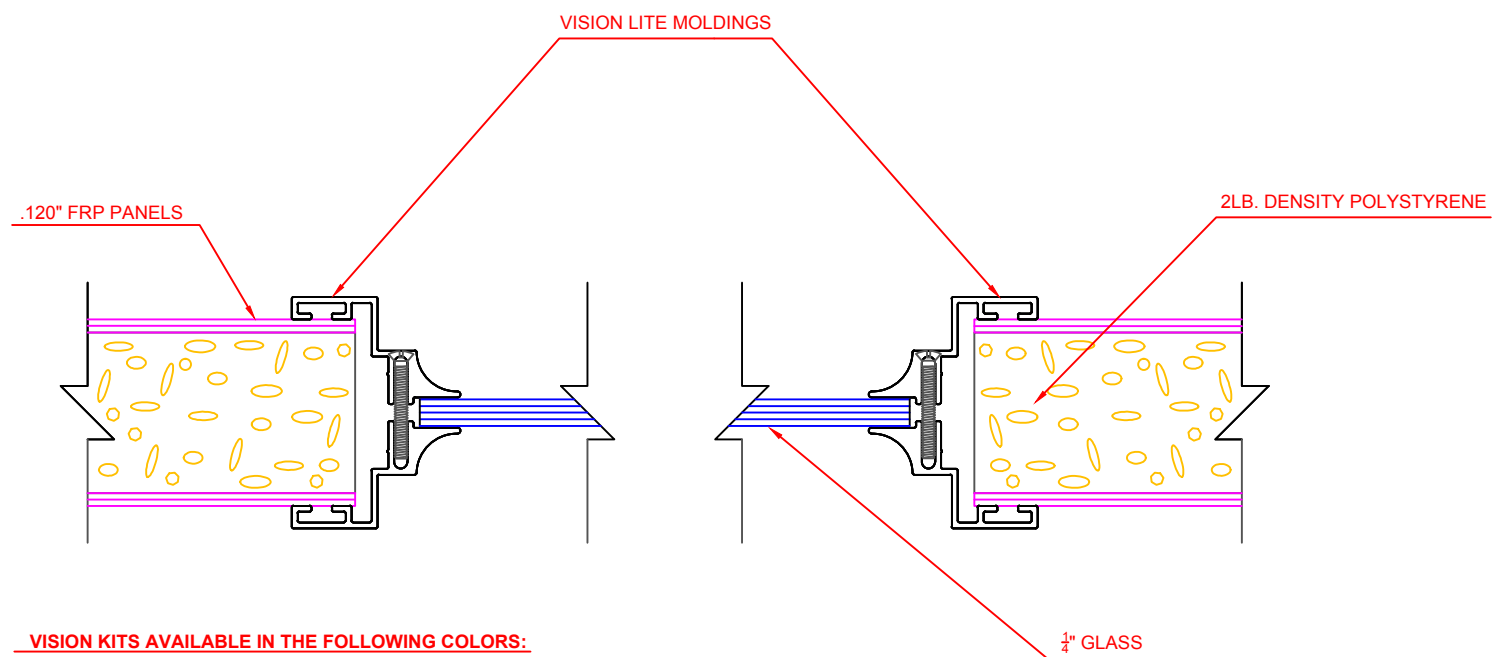 VISION LITE MOLDINGS
.120" FRP PANELS
2LB. DENSITY POLYSTYRENE
VISION KITS AVAILABLE IN THE FOLLOWING COLORS:
1/4" GLASS